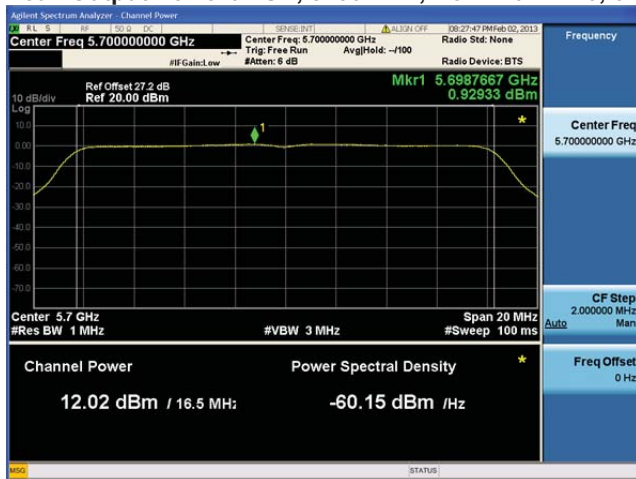 Agilent Spectrum Analyzer - Channel Power
RL S RF 50 Ω DC SENSE:INT ALIGN OFF 08:27:47 PM Feb 02, 2013
Center Freq 5.700000000 GHz
Center Freq: 5.700000000 GHz
Radio Std: None
Trig: Free Run Avg|Hold: --/100
#IFGain:Low
#Atten: 6 dB
Radio Device: BTS
Frequency
Ref Offset 27.2 dB
Mkr1 5.6987667 GHz
10 dB/div
Ref 20.00 dBm
0.92933 dBm
Log
10.0
0.00
-10.0
-20.0
-30.0
-40.0
-50.0
-60.0
-70.0
1
*
Center Freq
5.700000000 GHz
Center 5.7 GHz
Span 20 MHz
#Res BW 1 MHz
#VBW 3 MHz
#Sweep 100 ms
CF Step
2.000000 MHz
Auto Man
Channel Power
Power Spectral Density
*
12.02 dBm / 16.5 MHz
-60.15 dBm /Hz
Freq Offset
0 Hz
MSG
STATUS